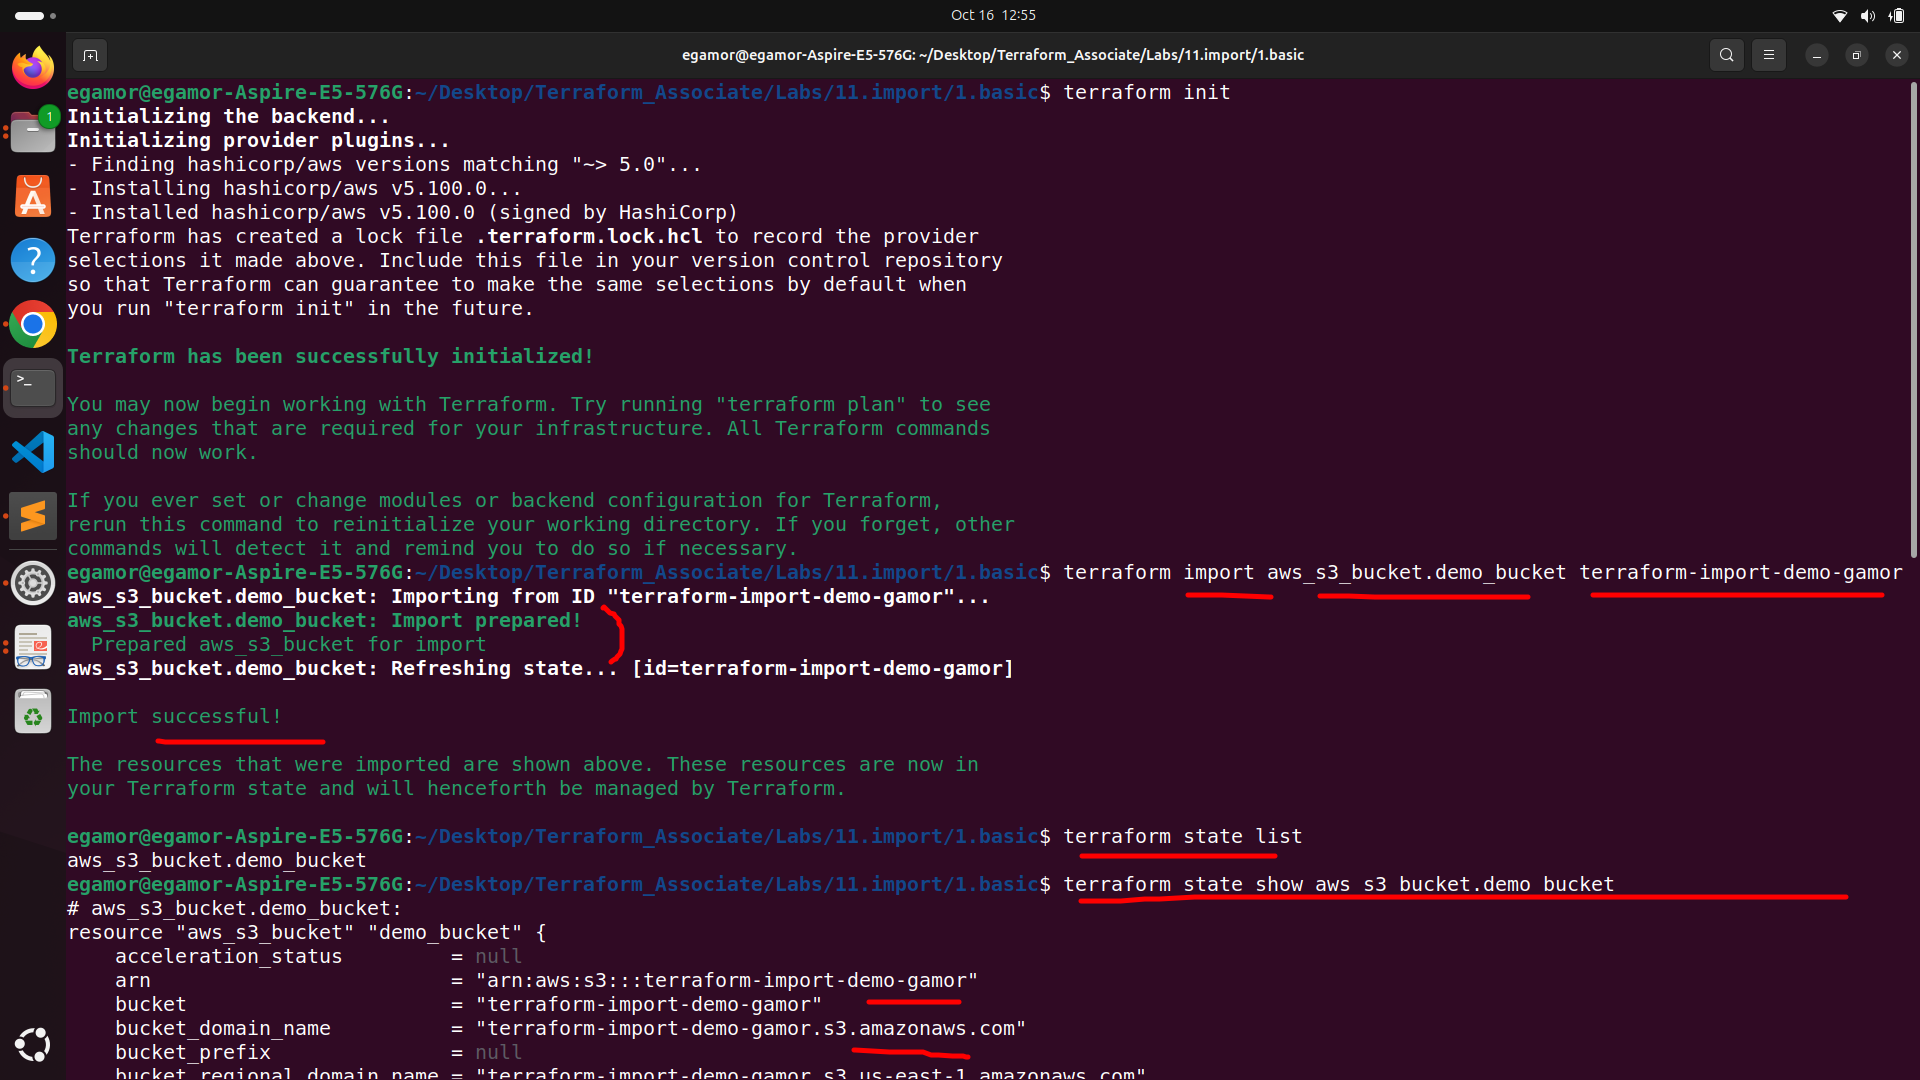 Oct 16 12:55
egamor@egamor-Aspire-E5-576G: ~/Desktop/Terraform_Associate/Labs/11.import/1.basic
egamor@egamor-Aspire-E5-576G:~/Desktop/Terraform_Associate/Labs/11.import/1.basic$ terraform init
Initializing the backend...
Initializing provider plugins...
- Finding hashicorp/aws versions matching "~> 5.0"...
- Installing hashicorp/aws v5.100.0...
- Installed hashicorp/aws v5.100.0 (signed by HashiCorp)
Terraform has created a lock file .terraform.lock.hcl to record the provider
selections it made above. Include this file in your version control repository
so that Terraform can guarantee to make the same selections by default when
you run "terraform init" in the future.
Terraform has been successfully initialized!
You may now begin working with Terraform. Try running "terraform plan" to see
any changes that are required for your infrastructure. All Terraform commands
should now work.
If you ever set or change modules or backend configuration for Terraform,
rerun this command to reinitialize your working directory. If you forget, other
commands will detect it and remind you to do so if necessary.
egamor@egamor-Aspire-E5-576G:~/Desktop/Terraform_Associate/Labs/11.import/1.basic$ terraform import aws_s3_bucket.demo_bucket terraform-import-demo-gamor
aws_s3_bucket.demo_bucket: Importing from ID "terraform-import-demo-gamor"...
aws_s3_bucket.demo_bucket: Import prepared!
  Prepared aws_s3_bucket for import
aws_s3_bucket.demo_bucket: Refreshing state... [id=terraform-import-demo-gamor]
Import successful!
The resources that were imported are shown above. These resources are now in
your Terraform state and will henceforth be managed by Terraform.
egamor@egamor-Aspire-E5-576G:~/Desktop/Terraform_Associate/Labs/11.import/1.basic$ terraform state list
aws_s3_bucket.demo_bucket
egamor@egamor-Aspire-E5-576G:~/Desktop/Terraform_Associate/Labs/11.import/1.basic$ terraform state show aws_s3_bucket.demo_bucket
# aws_s3_bucket.demo_bucket:
resource "aws_s3_bucket" "demo_bucket" {
    acceleration_status         = null
    arn                         = "arn:aws:s3:::terraform-import-demo-gamor"
    bucket                      = "terraform-import-demo-gamor"
    bucket_domain_name          = "terraform-import-demo-gamor.s3.amazonaws.com"
    bucket_prefix               = null
    bucket_regional_domain_name = "terraform-import-demo-gamor.s3.us-east-1.amazonaws.com"
1